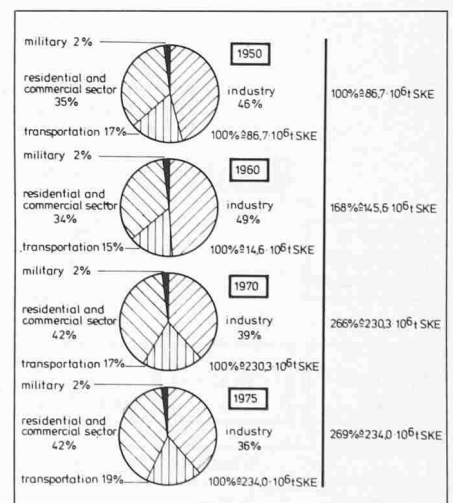 military 2%
1950
residential and
commercial sector
35%
industry
46%
100%≙86,7·10⁶t SKE
transportation 17%
100%≙86,7·10⁶t SKE
military 2%
1960
residential and
commercial sector
34%
industry
49%
168%≙145,6·10⁶t SKE
transportation 15%
100%≙14,6·10⁶t SKE
military 2%
1970
residential and
commercial sector
42%
industry
39%
266%≙230,3·10⁶t SKE
transportation 17%
100%≙230,3·10⁶t SKE
military 2%
1975
residential and
commercial sector
42%
industry
36%
269%≙234,0·10⁶t SKE
transportation 19%
100%≙234,0·10⁶t SKE